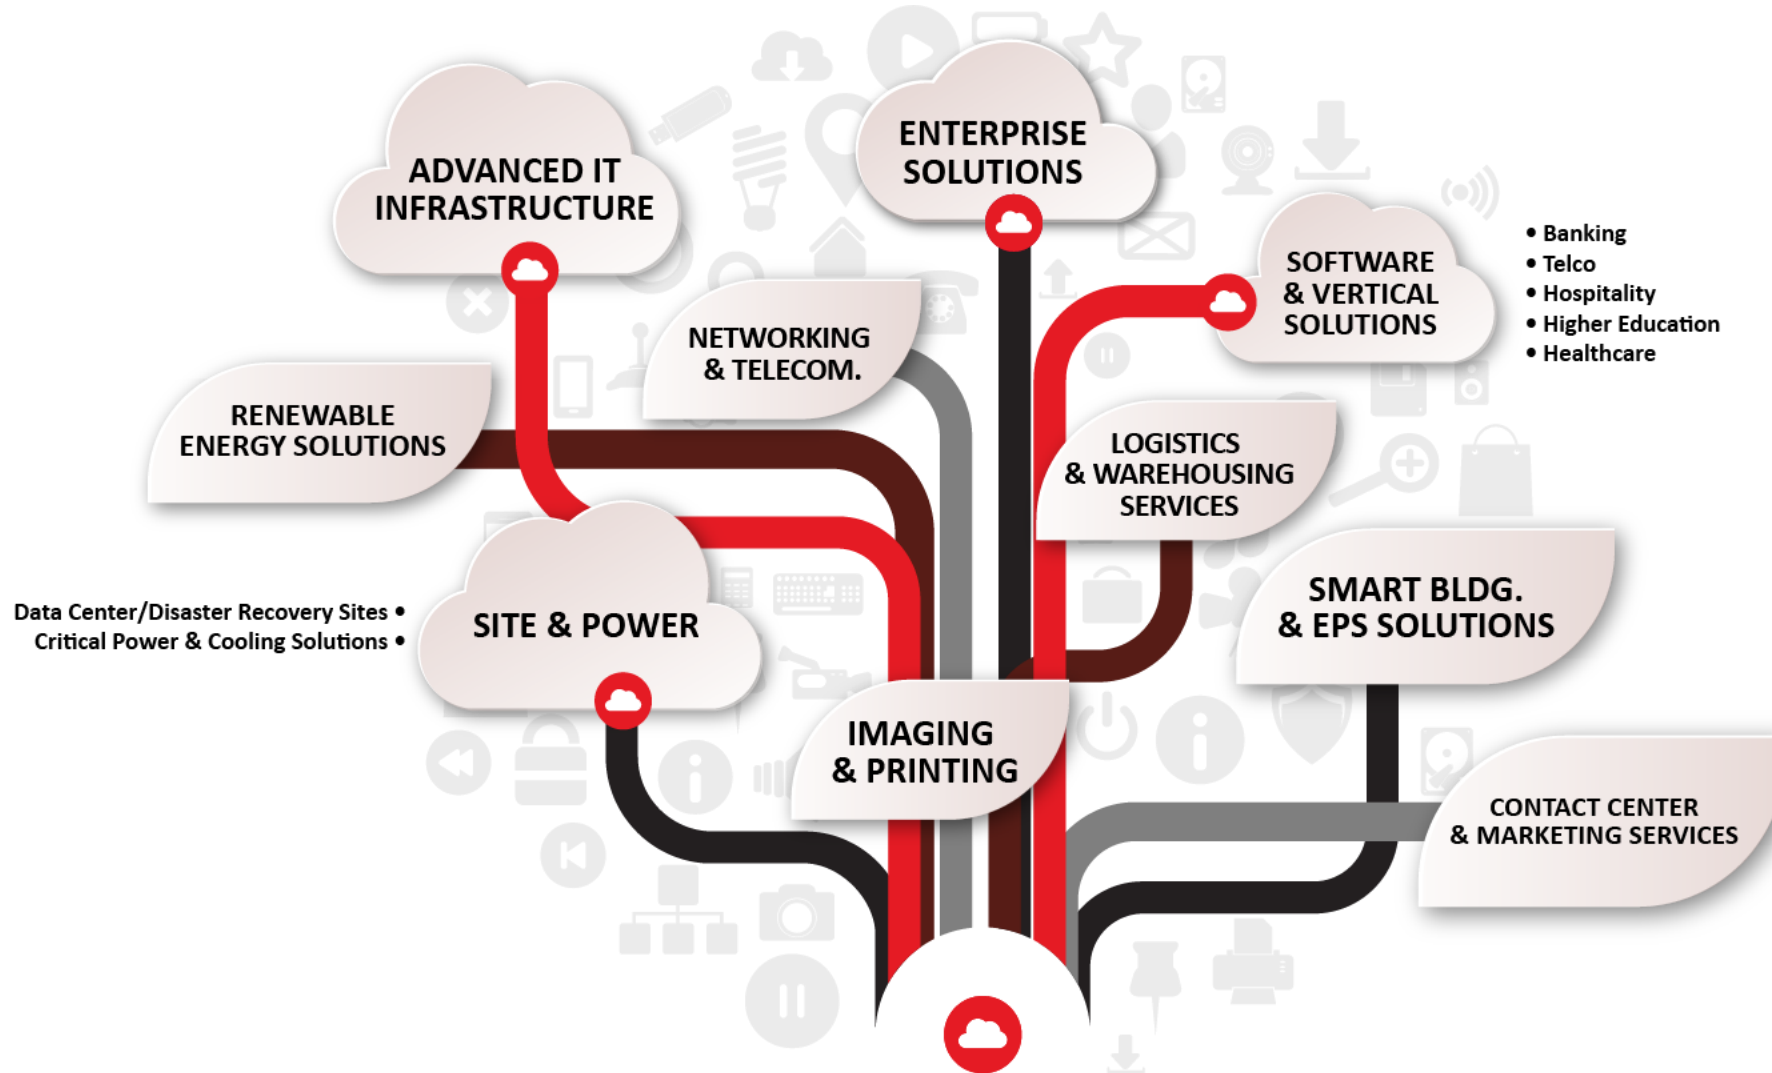 ADVANCED IT
INFRASTRUCTURE
ENTERPRISE
SOLUTIONS
SOFTWARE
& VERTICAL
SOLUTIONS
• Banking
• Telco
• Hospitality
• Higher Education
• Healthcare
NETWORKING
& TELECOM.
RENEWABLE
ENERGY SOLUTIONS
LOGISTICS
& WAREHOUSING
SERVICES
SITE & POWER
Data Center/Disaster Recovery Sites •
Critical Power & Cooling Solutions •
SMART BLDG.
& EPS SOLUTIONS
IMAGING
& PRINTING
CONTACT CENTER
& MARKETING SERVICES